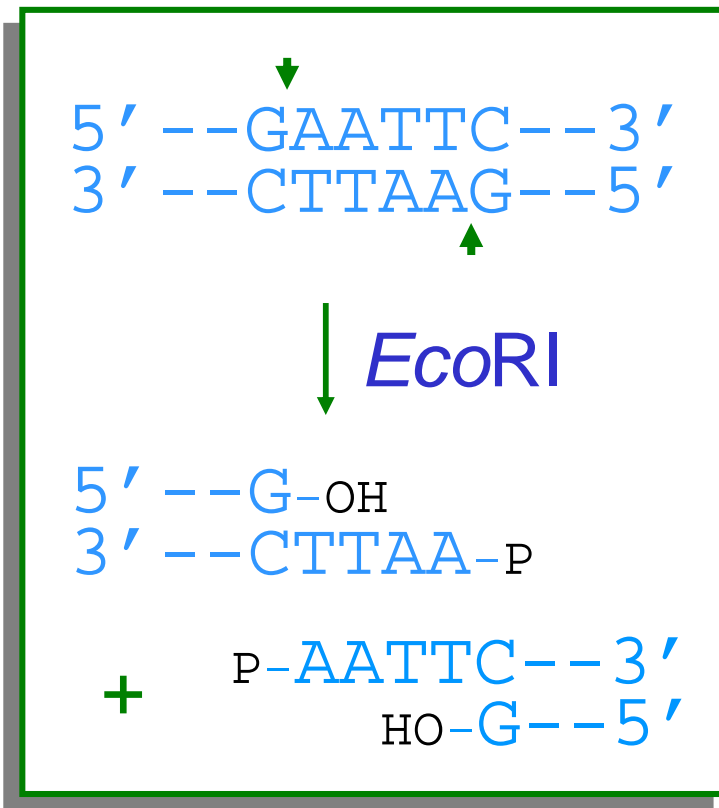 5’ --GAATTC--3’
3’ --CTTAAG--5’
EcoRI
5’ --G-OH
3’ --CTTAA-P
P-AATTC--3’
+
HO-G--5’